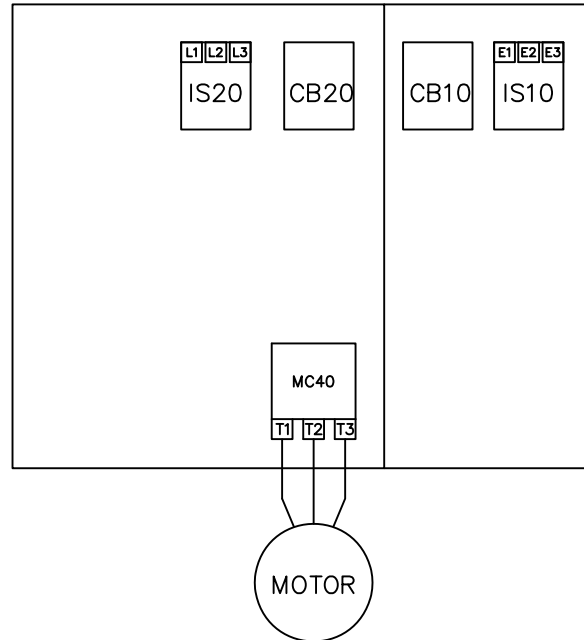 L1 L2 L3
IS20
CB20
CB10
E1 E2 E3
IS10
MC40
T1 T2 T3
MOTOR